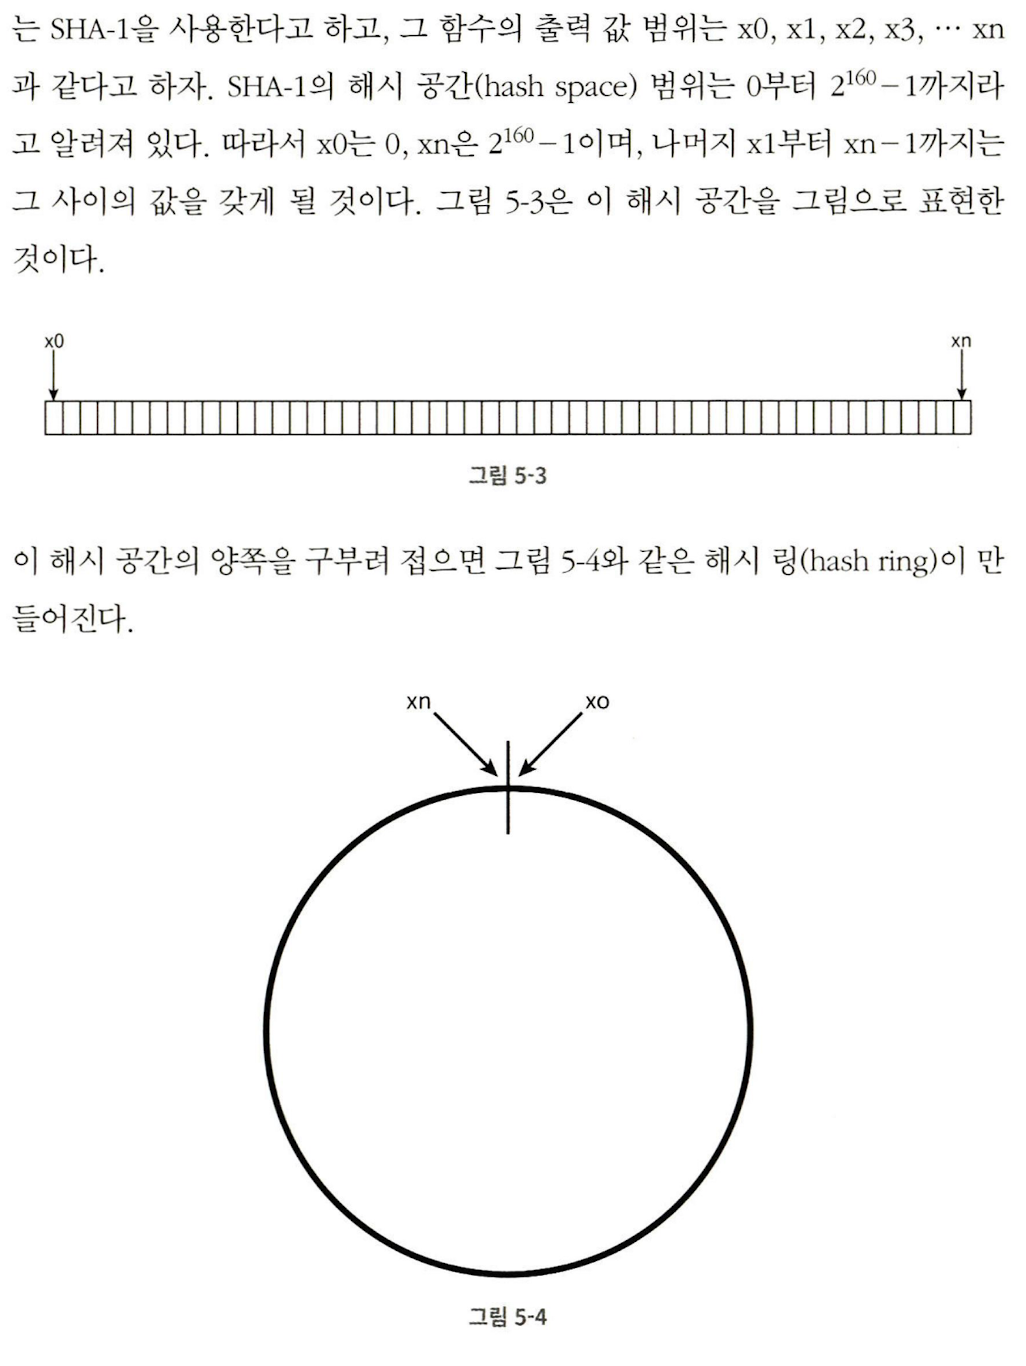 는 SHA-1을 사용한다고 하고, 그 함수의 출력 값 범위는 x0, x1, x2, x3, ··· xn
과 같다고 하자. SHA-1의 해시 공간(hash space) 범위는 0부터 2¹⁶⁰−1까지라
고 알려져 있다. 따라서 x0는 0, xn은 2¹⁶⁰−1이며, 나머지 x1부터 xn−1까지는
그 사이의 값을 갖게 될 것이다. 그림 5-3은 이 해시 공간을 그림으로 표현한
것이다.
x0 xn
그림 5-3
이 해시 공간의 양쪽을 구부려 접으면 그림 5-4와 같은 해시 링(hash ring)이 만
들어진다.
xn xo
그림 5-4